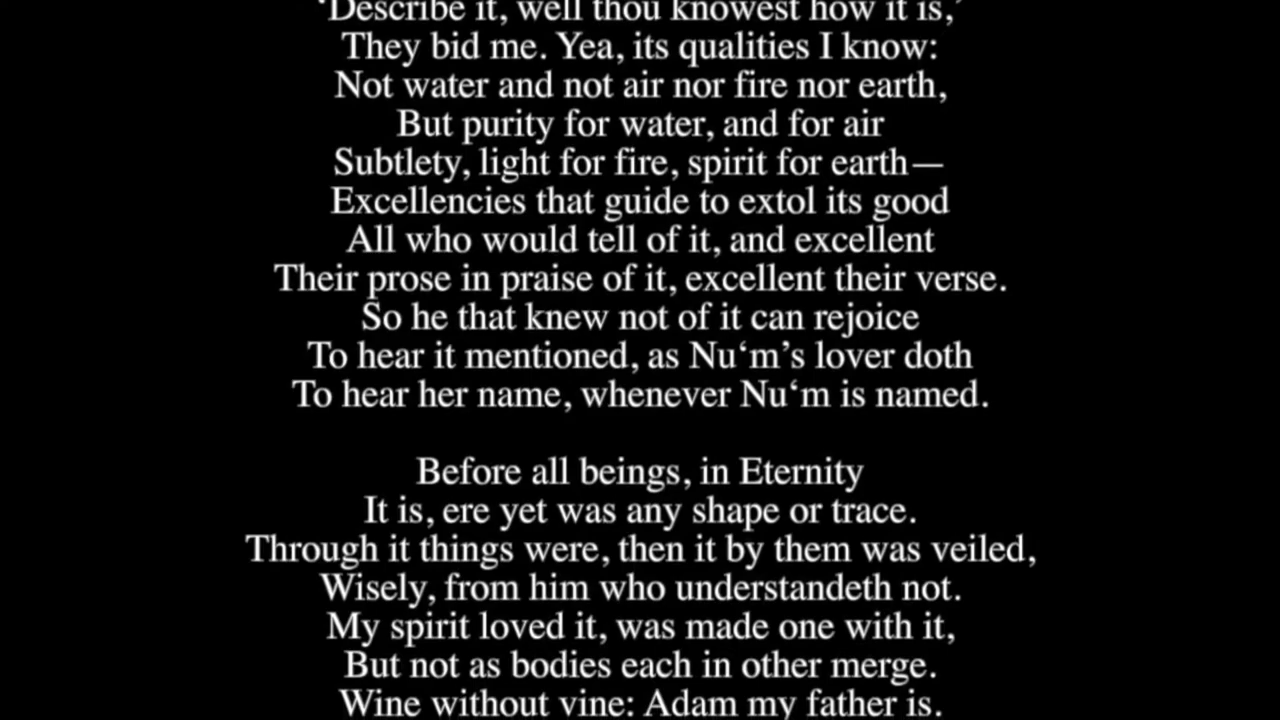 ‘Describe it, well thou knowest how it is,’
They bid me. Yea, its qualities I know:
Not water and not air nor fire nor earth,
But purity for water, and for air
Subtlety, light for fire, spirit for earth—
Excellencies that guide to extol its good
All who would tell of it, and excellent
Their prose in praise of it, excellent their verse.
So he that knew not of it can rejoice
To hear it mentioned, as Nu‘m’s lover doth
To hear her name, whenever Nu‘m is named.
Before all beings, in Eternity
It is, ere yet was any shape or trace.
Through it things were, then it by them was veiled,
Wisely, from him who understandeth not.
My spirit loved it, was made one with it,
But not as bodies each in other merge.
Wine without vine: Adam my father is.